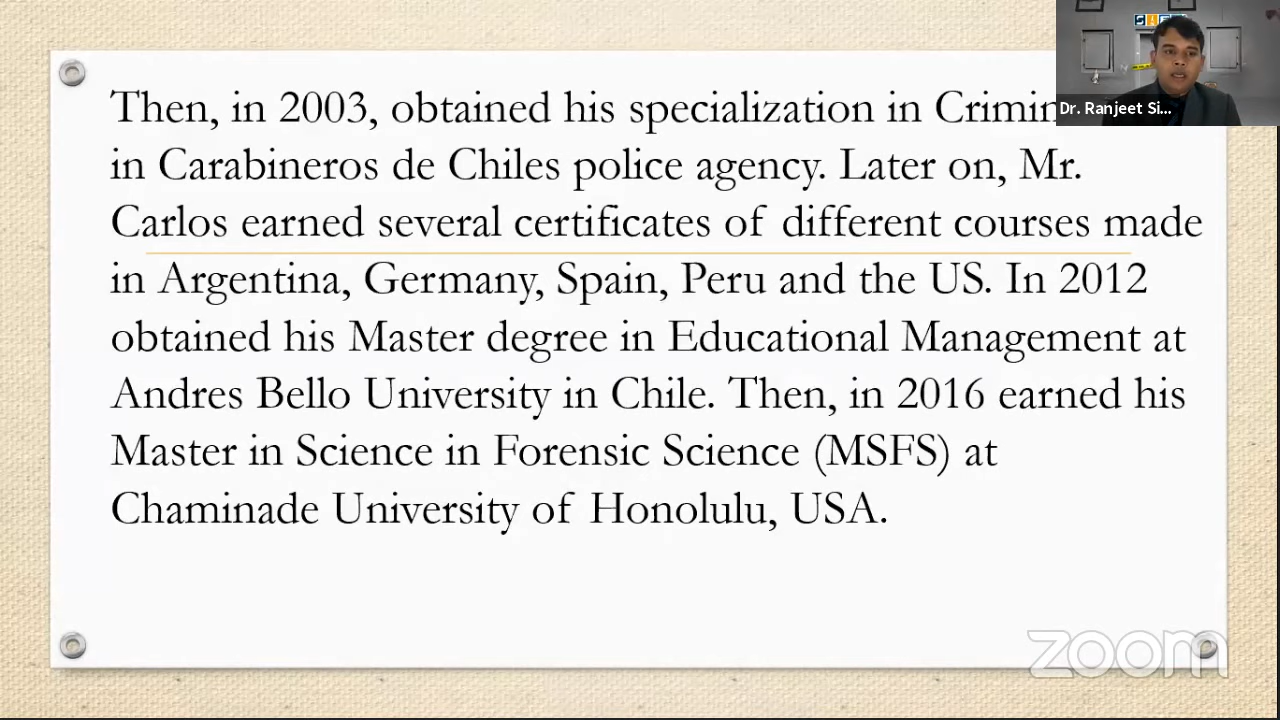 Then, in 2003, obtained his specialization in
in Carabineros de Chiles police agency. Later on, Mr.
Carlos earned several certificates of different courses made
in Argentina, Germany, Spain, Peru and the US. In 2012
obtained his Master degree in Educational Management at
Andres Bello University in Chile. Then, in 2016 earned his
Master in Science in Forensic Science (MSFS) at
Chaminade University of Honolulu, USA.
Dr. Ranjeet Si...
zoom